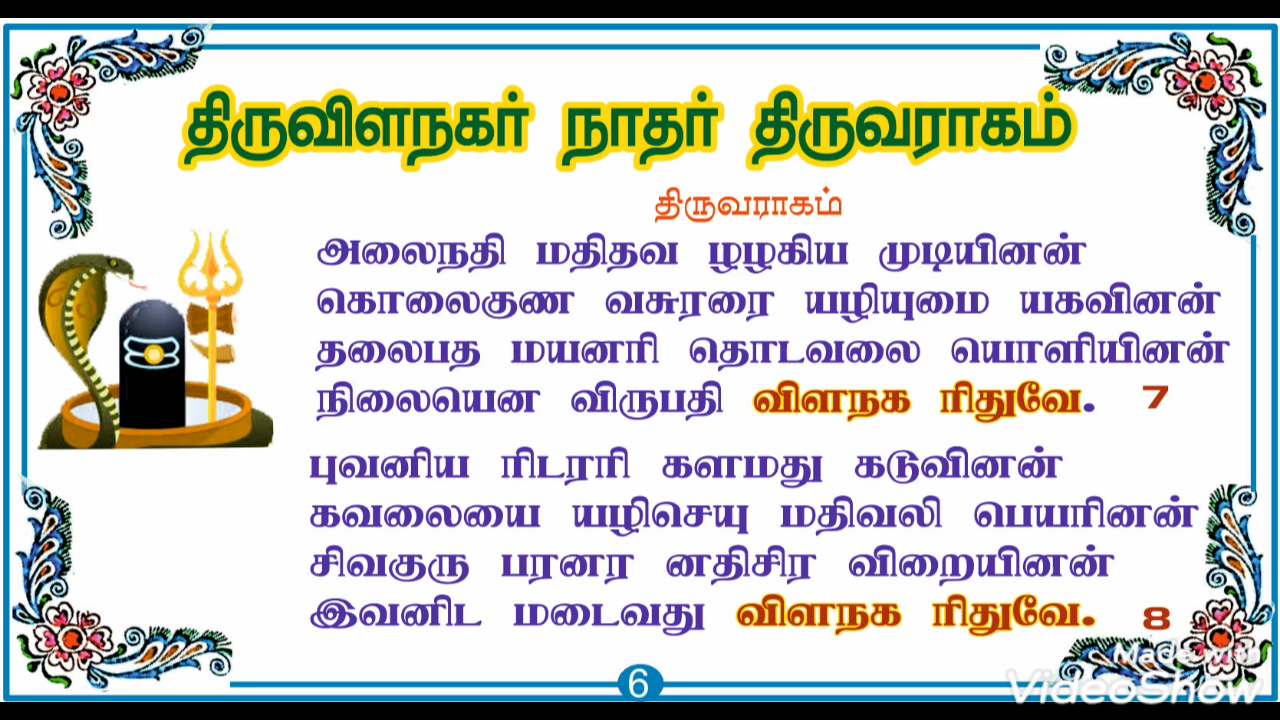 திருவிளநகர் நாதர் திருவராகம்
திருவராகம்
அலைநதி மதிதவ ழழகிய முடியினன்
கொலைகுண வசுரரை யழியுமை யகவினன்
தலைபத மயனரி தொடவலை யொளியினன்
நிலையென விருபதி விளநக ரிதுவே. 7
புவனிய ரிடரரி களமது கடுவினன்
கவலையை யழிசெயு மதிவலி பெயரினன்
சிவகுரு பரனர னதிசிர விறையினன்
இவனிட மடைவது விளநக ரிதுவே. 8
6
Made with
VideoShow